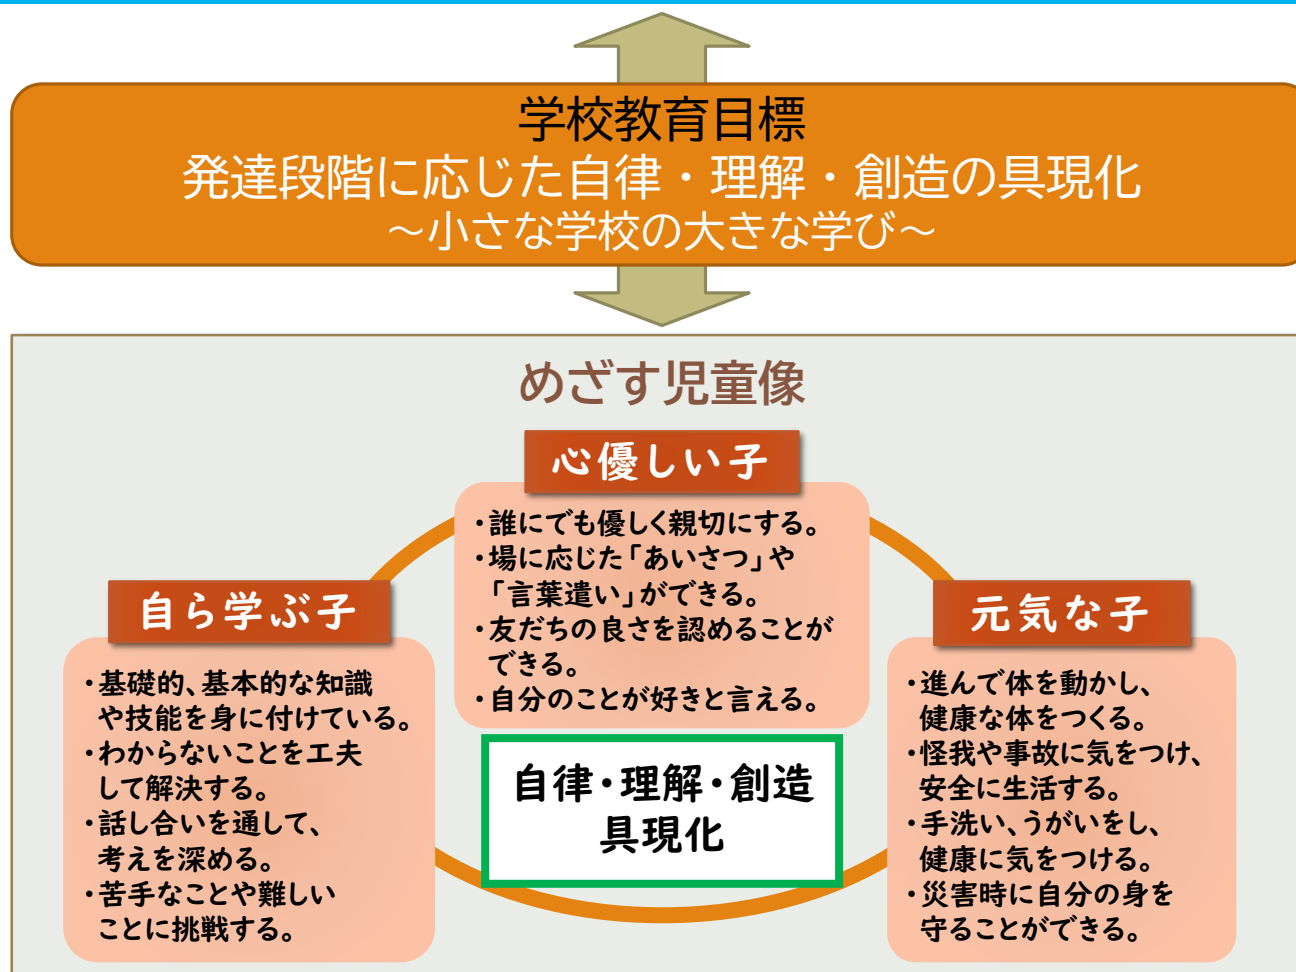 学校教育目標
発達段階に応じた自律・理解・創造の具現化
～小さな学校の大きな学び～
めざす児童像
心優しい子
・誰にでも優しく親切にする。
・場に応じた「あいさつ」や
「言葉遣い」ができる。
・友だちの良さを認めることが
できる。
・自分のことが好きと言える。
自ら学ぶ子
・基礎的、基本的な知識
や技能を身に付けている。
・わからないことを工夫
して解決する。
・話し合いを通して、
考えを深める。
・苦手なことや難しい
ことに挑戦する。
自律・理解・創造
具現化
元気な子
・進んで体を動かし、
健康な体をつくる。
・怪我や事故に気をつけ、
安全に生活する。
・手洗い、うがいをし、
健康に気をつける。
・災害時に自分の身を
守ることができる。